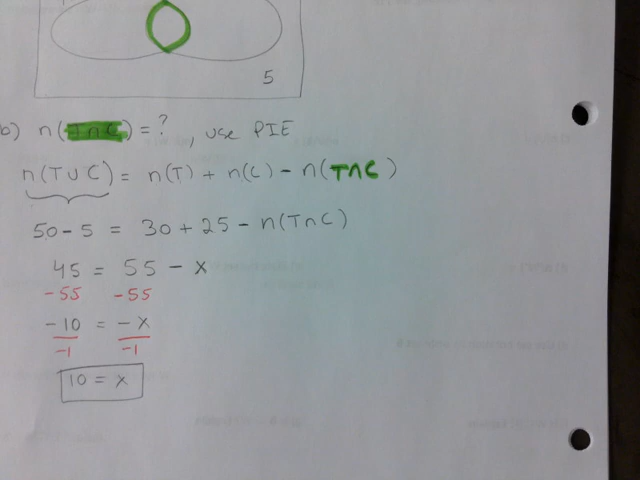 5
b) n(T∩C) = ?, use PIE
n(T∪C) = n(T) + n(C) - n(T∩C)
50 - 5 = 30 + 25 - n(T∩C)
45 = 55 - x
-55 -55
-10 = -x
-1 -1
10 = x